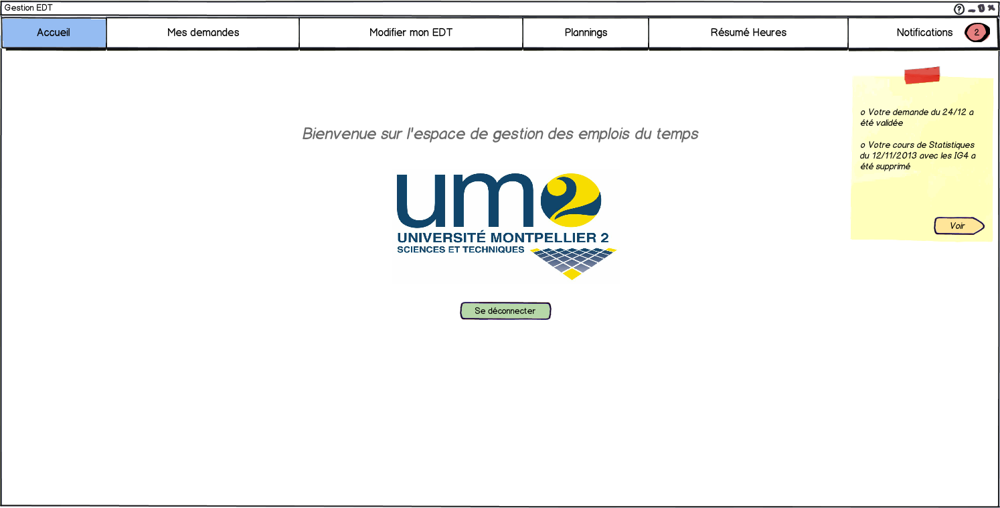 Gestion EDT
Accueil
Mes demandes
Modifier mon EDT
Plannings
Résumé Heures
Notifications 2
o Votre demande du 24/12 a
été validée
o Votre cours de Statistiques
du 12/11/2013 avec les IG4 a
été supprimé
Voir
Bienvenue sur l'espace de gestion des emplois du temps
um2
UNIVERSITÉ MONTPELLIER 2
SCIENCES ET TECHNIQUES
Se déconnecter